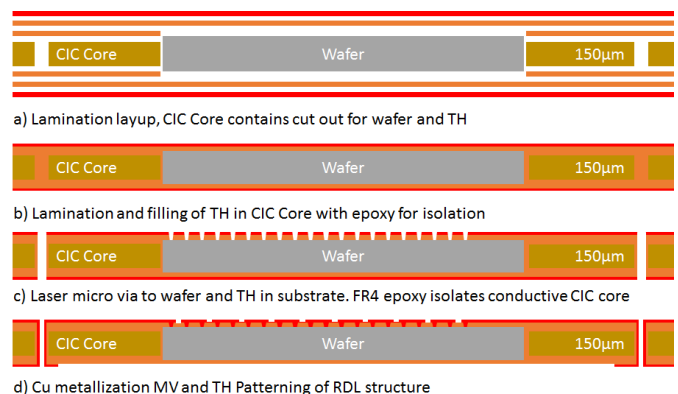 CIC Core Wafer 150µm
a) Lamination layup, CIC Core contains cut out for wafer and TH
CIC Core Wafer 150µm
b) Lamination and filling of TH in CIC Core with epoxy for isolation
CIC Core Wafer 150µm
c) Laser micro via to wafer and TH in substrate. FR4 epoxy isolates conductive CIC core
CIC Core Wafer 150µm
d) Cu metallization MV and TH Patterning of RDL structure